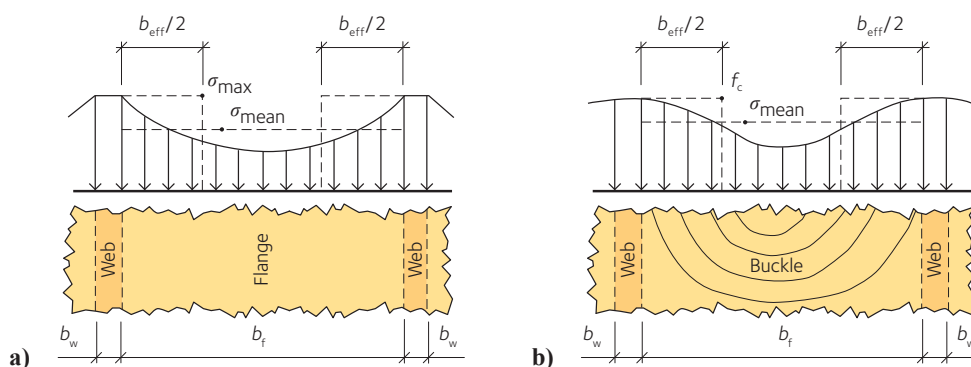 b_eff/2
b_eff/2
σ_max
σ_mean
Web
Flange
Web
b_w
b_f
b_w
a)
b_eff/2
b_eff/2
f_c
σ_mean
Web
Buckle
Web
b_w
b_f
b_w
b)